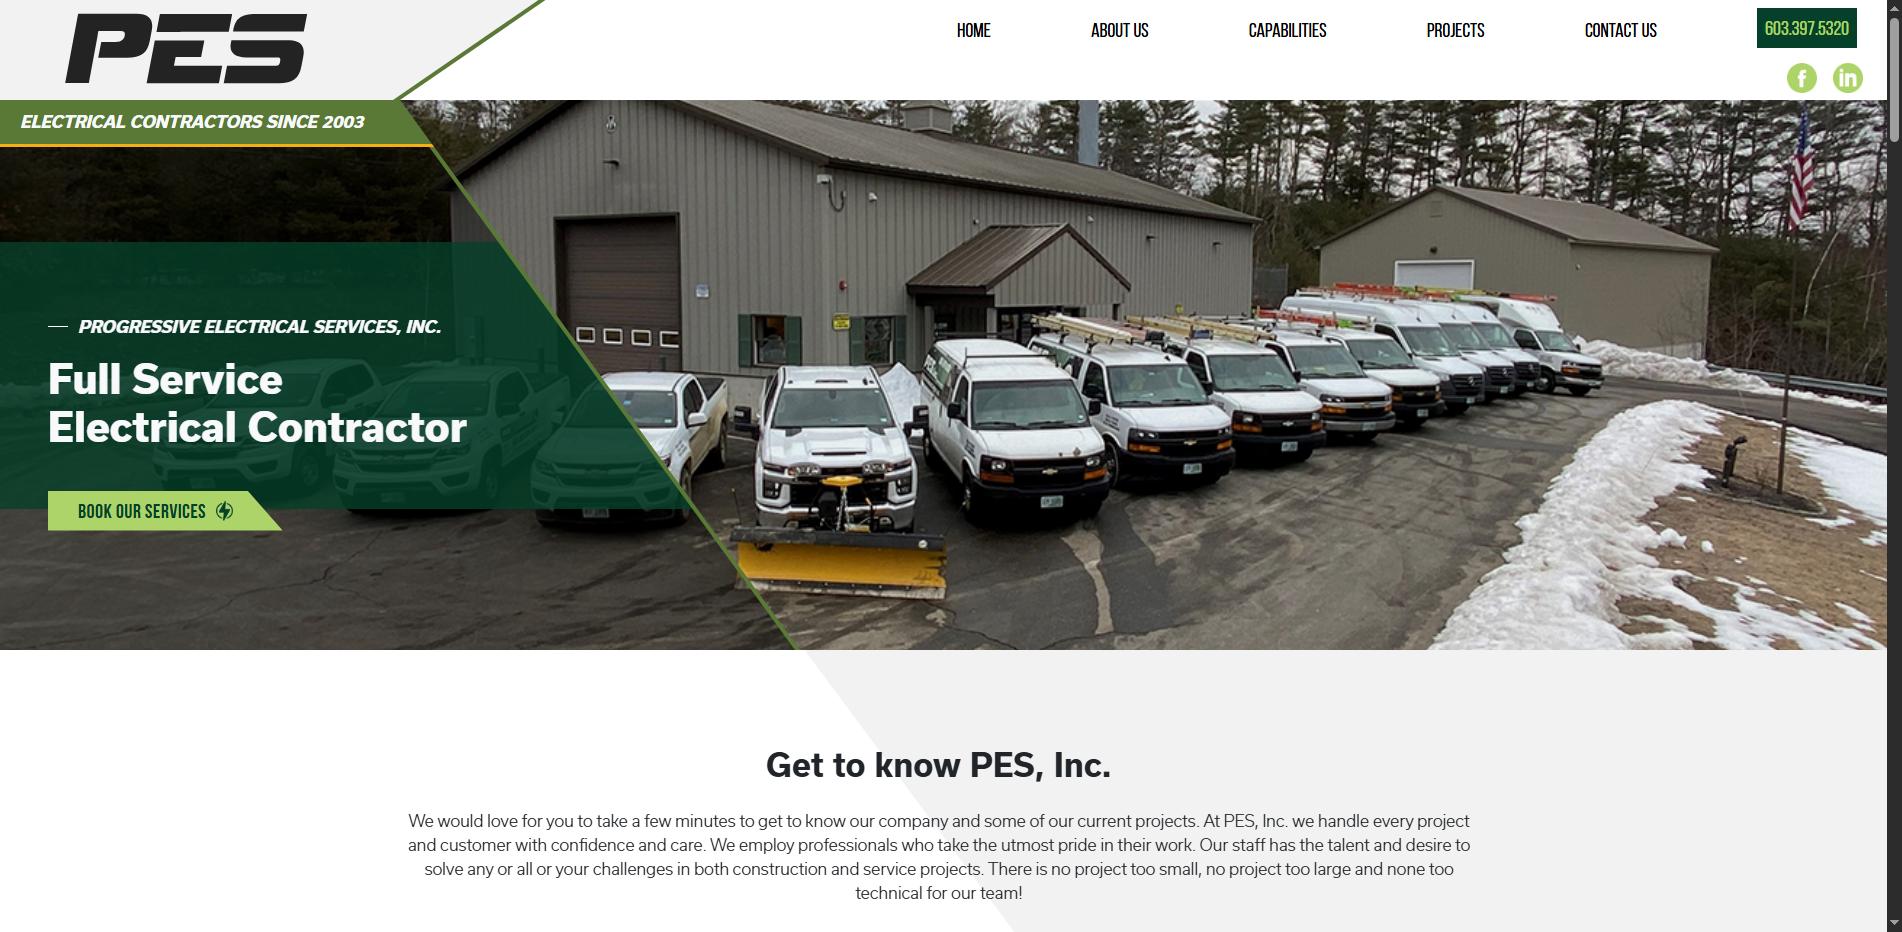 PES
HOME
ABOUT US
CAPABILITIES
PROJECTS
CONTACT US
603.397.5320
f
in
ELECTRICAL CONTRACTORS SINCE 2003
PROGRESSIVE ELECTRICAL SERVICES, INC.
Full Service
Electrical Contractor
BOOK OUR SERVICES
Get to know PES, Inc.
We would love for you to take a few minutes to get to know our company and some of our current projects. At PES, Inc. we handle every project
and customer with confidence and care. We employ professionals who take the utmost pride in their work. Our staff has the talent and desire to
solve any or all or your challenges in both construction and service projects. There is no project too small, no project too large and none too
technical for our team!